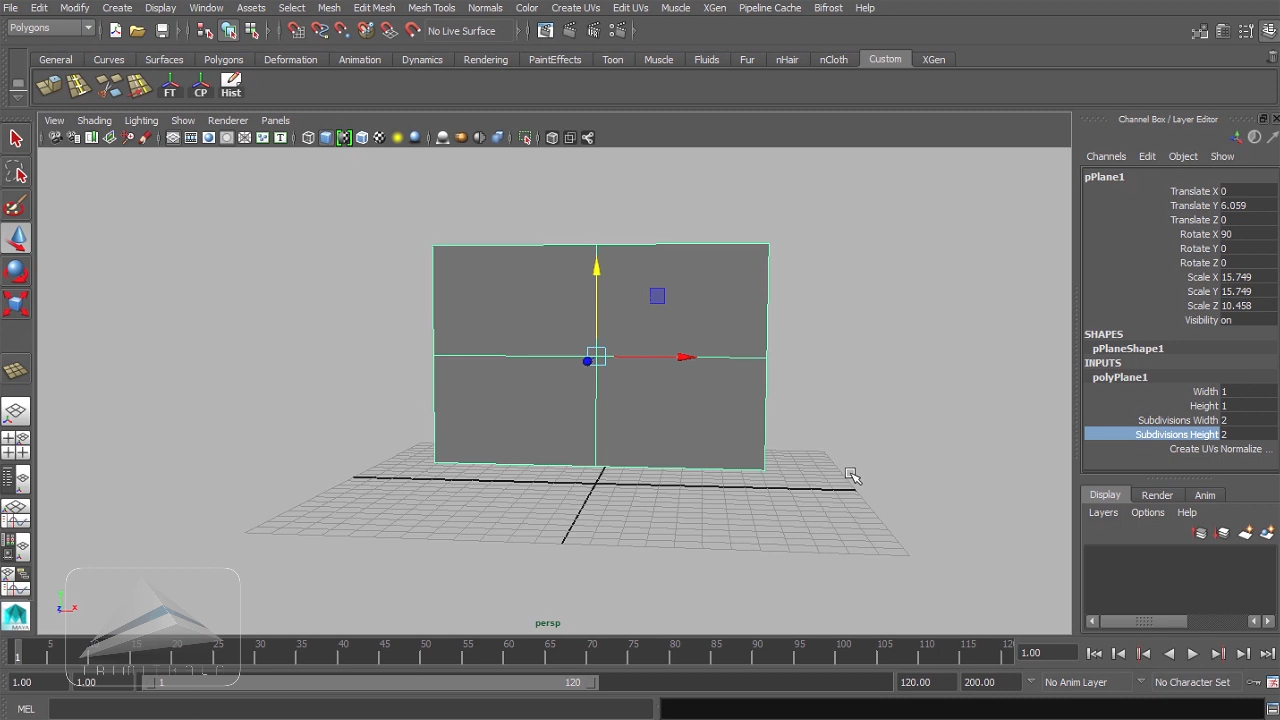 File Modify Create Display Window Assets Select Mesh Edit Mesh Mesh Tools Normals Color Create UVs Edit UVs Muscle XGen Pipeline Cache Bifrost Help
Polygons
No Live Surface
General Curves Surfaces Polygons Deformation Animation Dynamics Rendering PaintEffects Toon Muscle Fluids Fur nHair nCloth Custom XGen
FT CP Hist
View Shading Lighting Show Renderer Panels
Channel Box / Layer Editor
Channels Edit Object Show
pPlane1
Translate X 0
Translate Y 6.059
Translate Z 0
Rotate X 90
Rotate Y 0
Rotate Z 0
Scale X 15.749
Scale Y 15.749
Scale Z 10.458
Visibility on
SHAPES
pPlaneShape1
INPUTS
polyPlane1
Width 1
Height 1
Subdivisions Width 2
Subdivisions Height 2
Create UVs Normalize ...
Display Render Anim
Layers Options Help
y
z x
persp
MAYA
1 5 10 15 20 25 30 35 40 45 50 55 60 65 70 75 80 85 90 95 100 105 110 115 12
1.00
1.00 1.00 1 120 120.00 200.00 No Anim Layer No Character Set
MEL